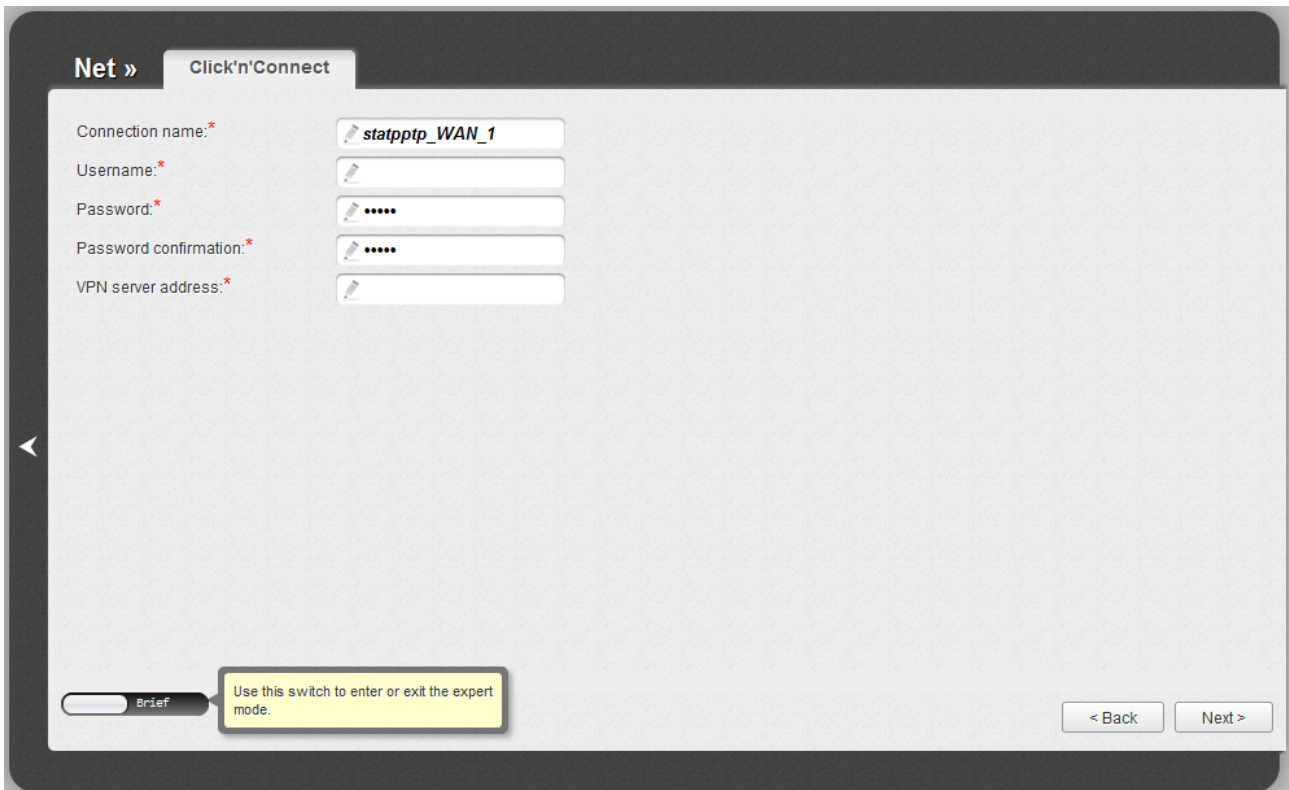 Net » Click'n'Connect
Connection name:* statpptp_WAN_1
Username:*
Password:* •••••
Password confirmation:* •••••
VPN server address:*
Brief
Use this switch to enter or exit the expert
mode.
< Back Next >